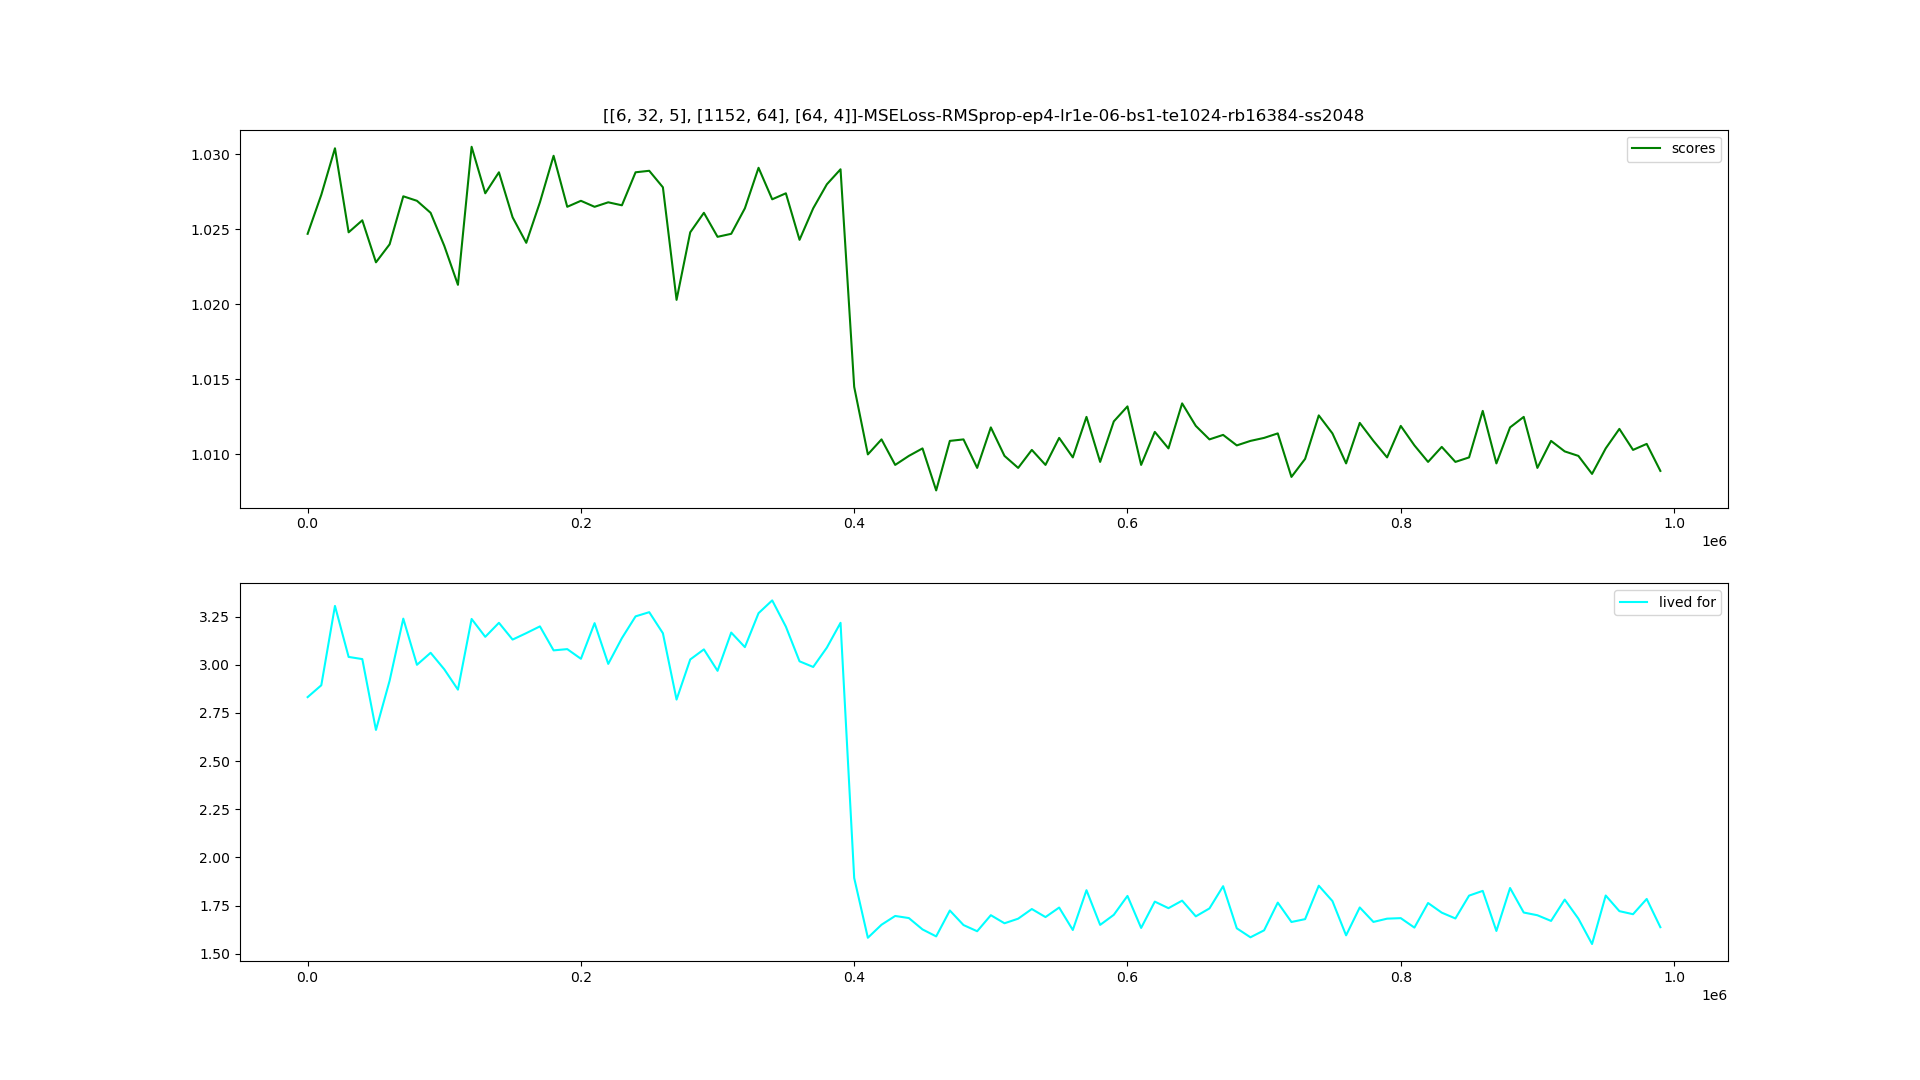 [[6, 32, 5], [1152, 64], [64, 4]]-MSELoss-RMSprop-ep4-lr1e-06-bs1-te1024-rb16384-ss2048
scores
1.030
1.025
1.020
1.015
1.010
0.0 0.2 0.4 0.6 0.8 1.0
1e6
lived for
3.25
3.00
2.75
2.50
2.25
2.00
1.75
1.50
0.0 0.2 0.4 0.6 0.8 1.0
1e6